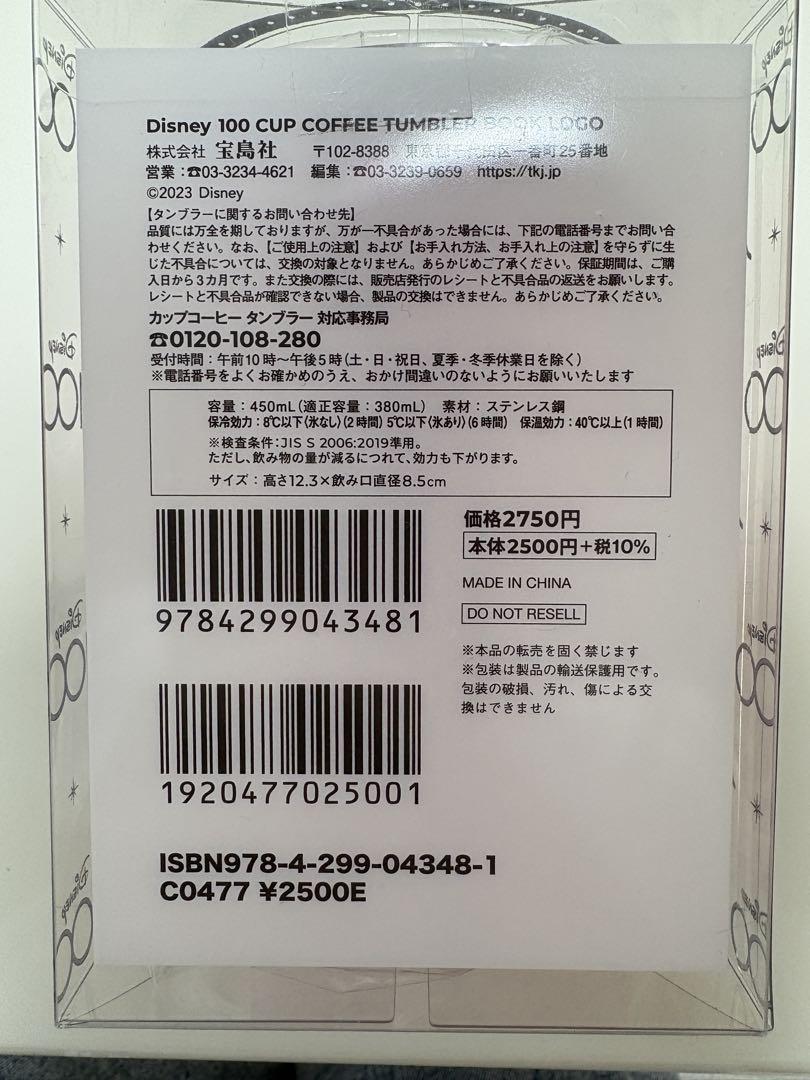 Disney 100 CUP COFFEE TUMBLER BOOK LOGO
株式会社 宝島社 〒102-8388 東京都千代田区一番町25番地
営業：☎03-3234-4621 編集：☎03-3239-0659 https://tkj.jp
©2023 Disney
【タンブラーに関するお問い合わせ先】
品質には万全を期しておりますが、万が一不具合があった場合には、下記の電話番号までお問い合
わせください。なお、【ご使用上の注意】および【お手入れ方法、お手入れ上の注意】を守らずに生
じた不具合については、交換の対象となりません。あらかじめご了承ください。保証期間は、ご購
入日から3カ月です。また交換の際には、販売店発行のレシートと不具合品の返送をお願いします。
レシートと不具合品が確認できない場合、製品の交換はできません。あらかじめご了承ください。
カップコーヒー タンブラー 対応事務局
☎0120-108-280
受付時間：午前10時～午後5時（土・日・祝日、夏季・冬季休業日を除く）
※電話番号をよくお確かめのうえ、おかけ間違いのないようにお願いいたします
容量：450mL（適正容量：380mL） 素材：ステンレス鋼
保冷効力：8℃以下〈氷なし〉（2時間）5℃以下〈氷あり〉（6時間） 保温効力：40℃以上（1時間）
※検査条件：JIS S 2006:2019準用。
ただし、飲み物の量が減るにつれて、効力も下がります。
サイズ：高さ12.3×飲み口直径8.5cm
9784299043481
価格2750円
本体2500円+税10%
MADE IN CHINA
DO NOT RESELL
※本品の転売を固く禁じます
※包装は製品の輸送保護用です。
包装の破損、汚れ、傷による交
換はできません
1920477025001
ISBN978-4-299-04348-1
C0477 ¥2500E
Disney
100
Disney
100
Disney
100
Disney
100